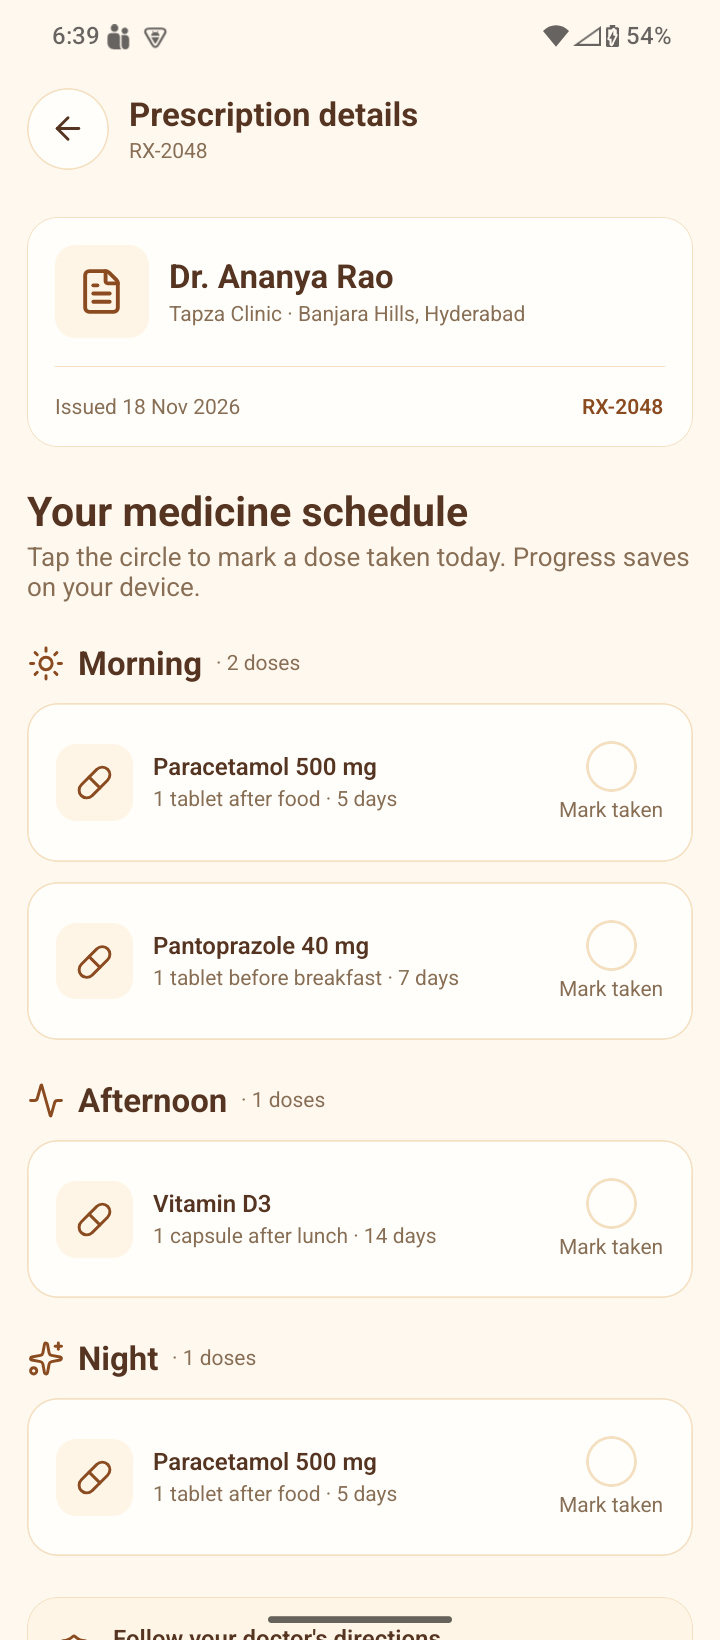 6:39
54%
Prescription details
RX-2048
Dr. Ananya Rao
Tapza Clinic · Banjara Hills, Hyderabad
Issued 18 Nov 2026
RX-2048
Your medicine schedule
Tap the circle to mark a dose taken today. Progress saves
on your device.
Morning · 2 doses
Paracetamol 500 mg
1 tablet after food · 5 days
Mark taken
Pantoprazole 40 mg
1 tablet before breakfast · 7 days
Mark taken
Afternoon · 1 doses
Vitamin D3
1 capsule after lunch · 14 days
Mark taken
Night · 1 doses
Paracetamol 500 mg
1 tablet after food · 5 days
Mark taken
Follow your doctor's directions